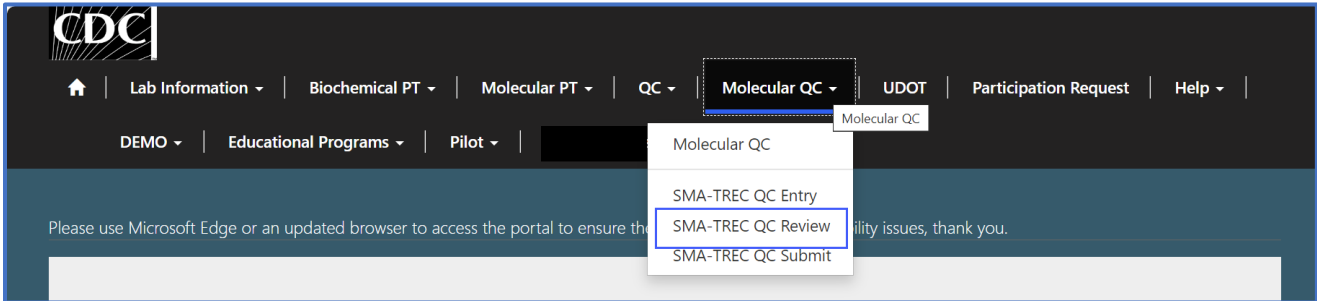 CDC
Lab Information
Biochemical PT
Molecular PT
QC
Molecular QC
UDOT
Participation Request
Help
Molecular QC
DEMO
Educational Programs
Pilot
Molecular QC
SMA-TREC QC Entry
SMA-TREC QC Review
SMA-TREC QC Submit
Please use Microsoft Edge or an updated browser to access the portal to ensure ility issues, thank you.